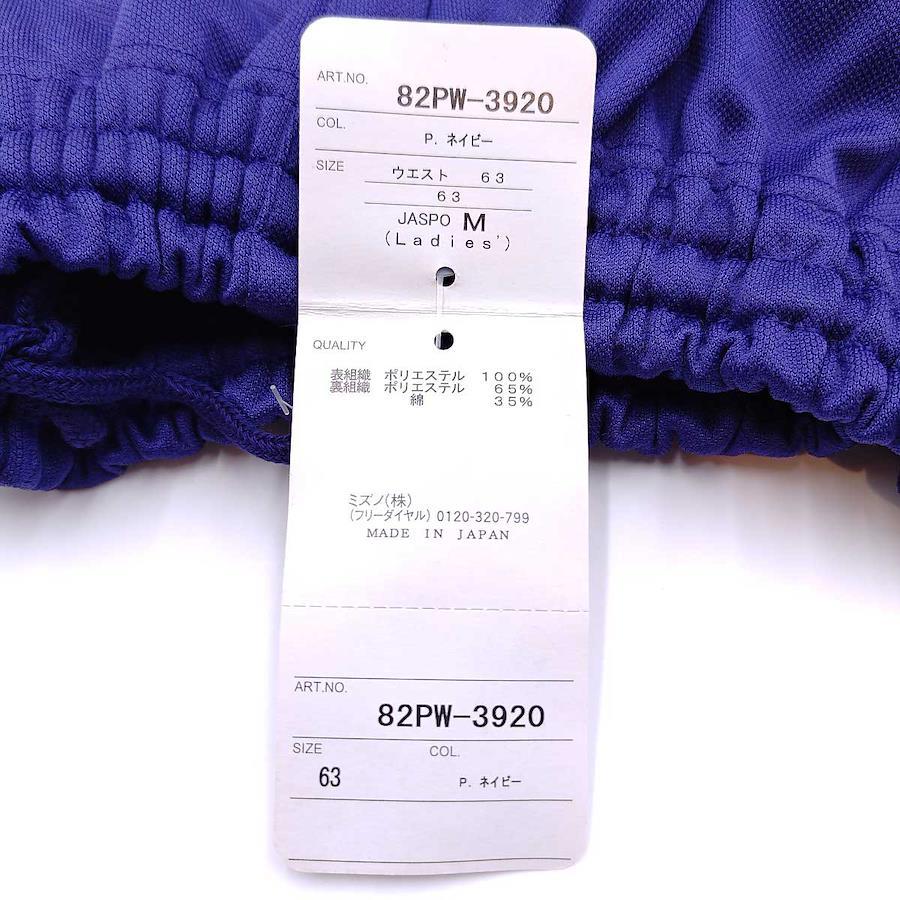 ART.NO.
82PW-3920
COL.
P. ネイビー
SIZE
ウエスト 63
63
JASPO M
(Ladies')
QUALITY
表組織 ポリエステル 100%
裏組織 ポリエステル 65%
綿 35%
ミズノ(株)
(フリーダイヤル) 0120-320-799
MADE IN JAPAN
ART.NO.
82PW-3920
SIZE COL.
63 P. ネイビー